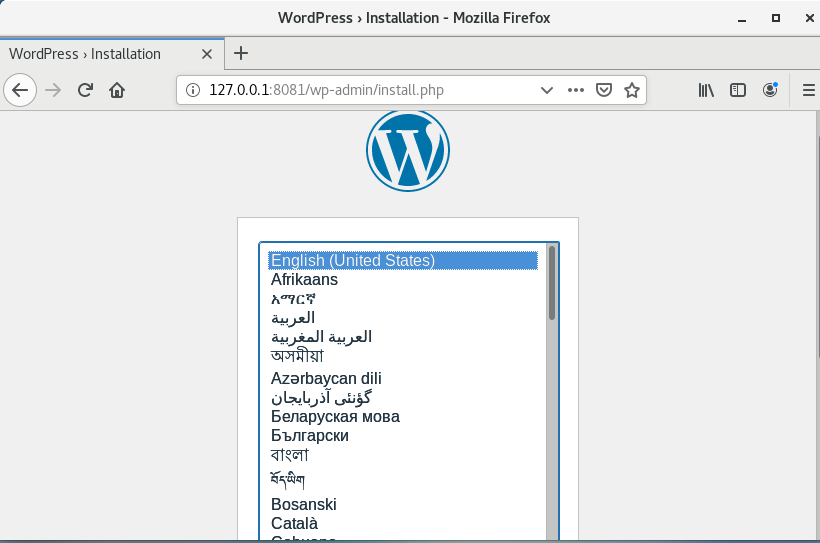 WordPress › Installation - Mozilla Firefox
WordPress › Installation
127.0.0.1:8081/wp-admin/install.php
English (United States)
Afrikaans
አማርኛ
العربية
العربية المغربية
অসমীয়া
Azərbaycan dili
گؤنئی آذربایجان
Беларуская мова
Български
বাংলা
བོད་ཡིག
Bosanski
Català